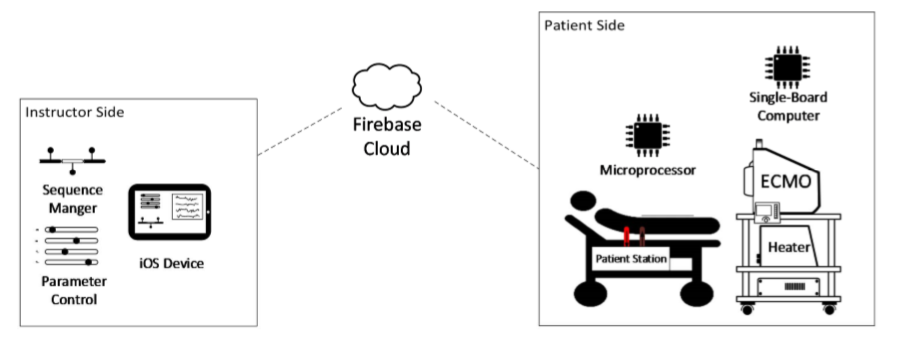 Instructor Side
Sequence
Manger
Parameter
Control
iOS Device
Firebase
Cloud
Patient Side
Single-Board
Computer
Microprocessor
ECMO
Heater
Patient Station